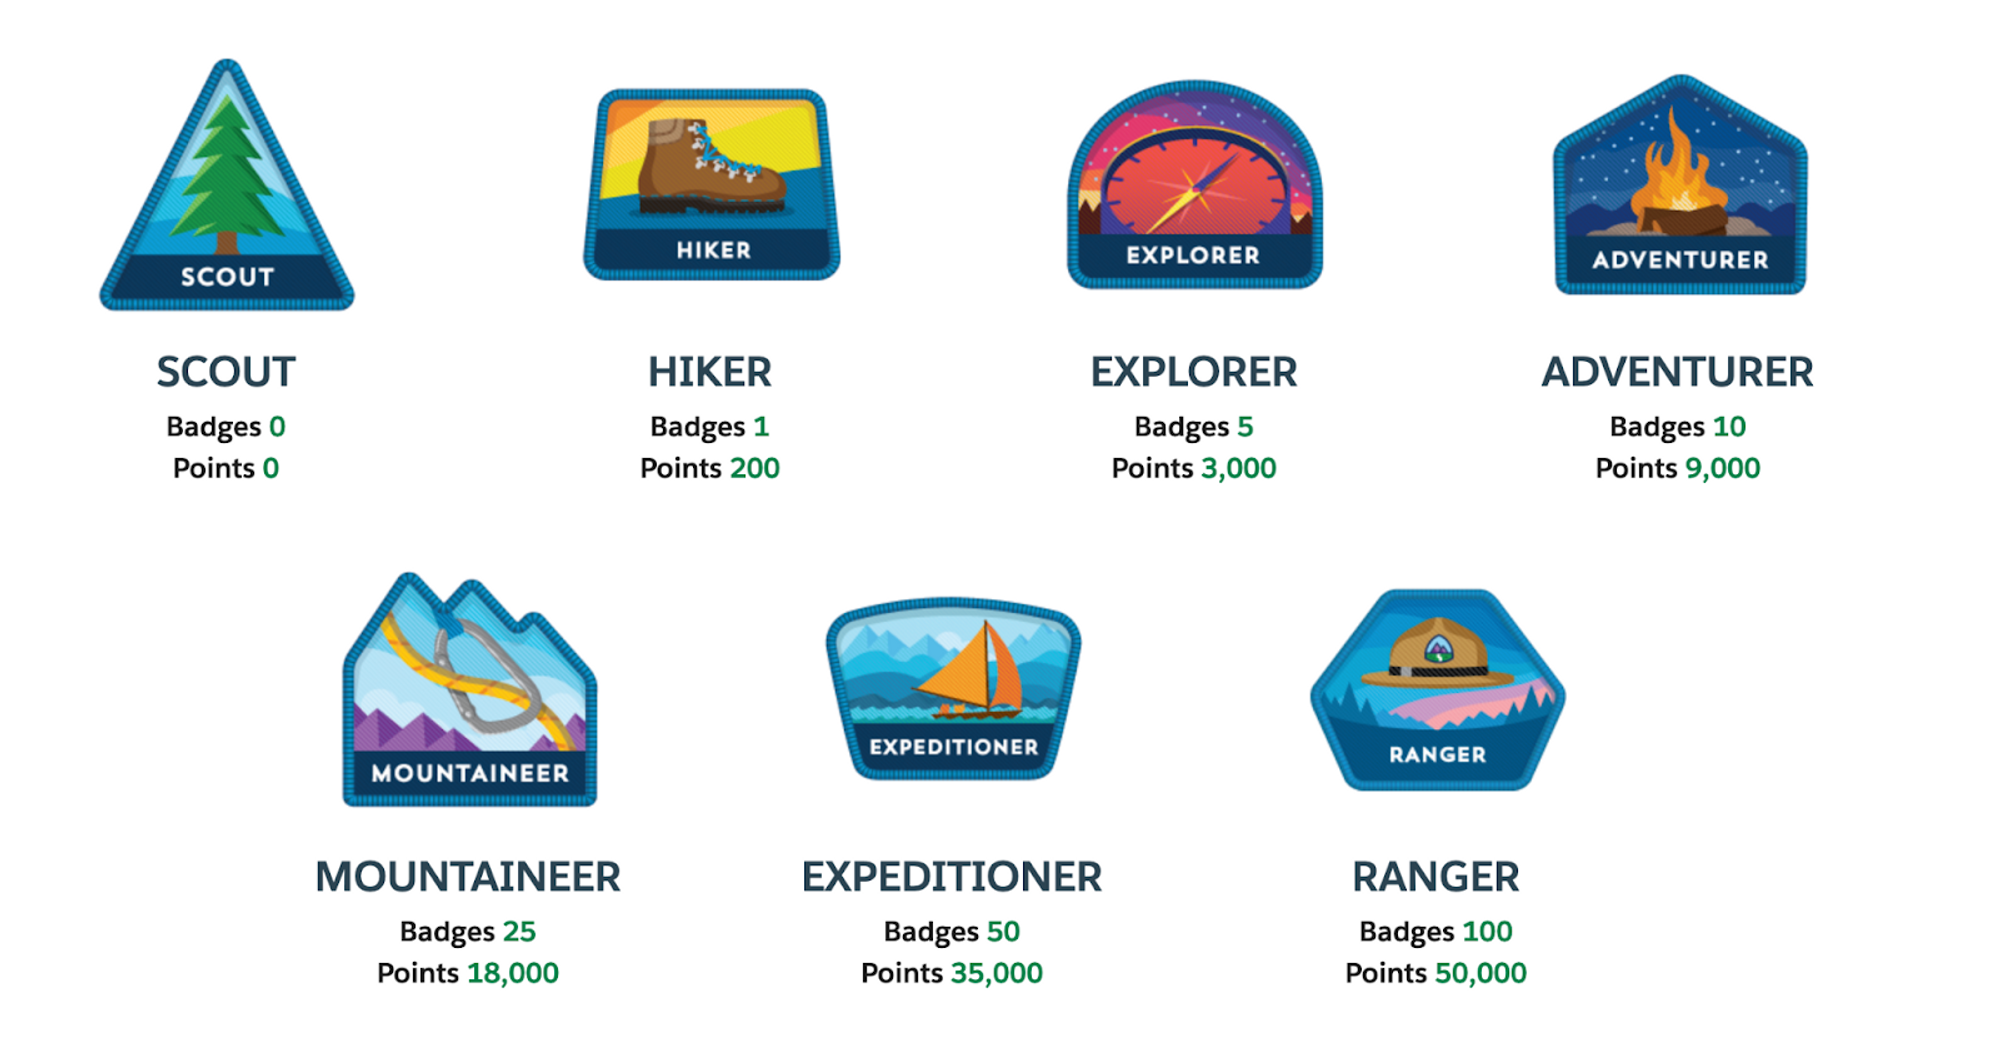 SCOUT
HIKER
EXPLORER
ADVENTURER
SCOUT
Badges 0
Points 0
HIKER
Badges 1
Points 200
EXPLORER
Badges 5
Points 3,000
ADVENTURER
Badges 10
Points 9,000
MOUNTAINEER
EXPEDITIONER
RANGER
MOUNTAINEER
Badges 25
Points 18,000
EXPEDITIONER
Badges 50
Points 35,000
RANGER
Badges 100
Points 50,000